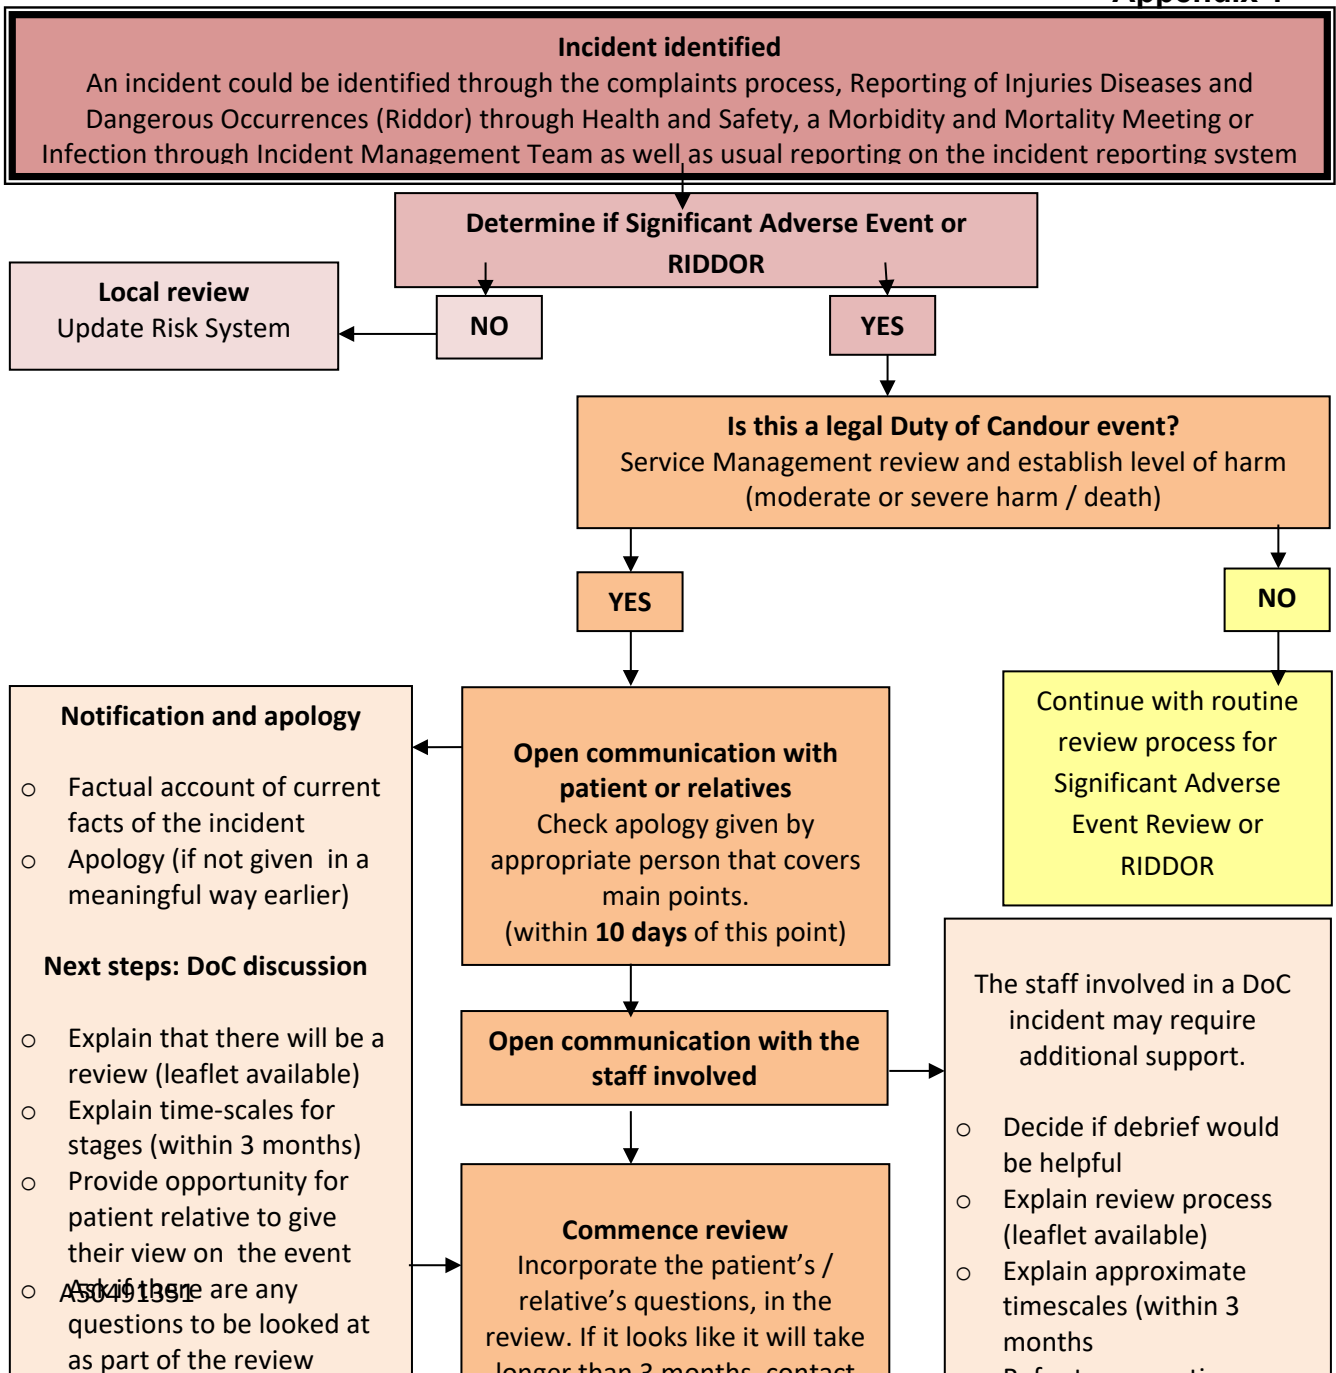 Incident identified
An incident could be identified through the complaints process, Reporting of Injuries Diseases and
Dangerous Occurrences (Riddor) through Health and Safety, a Morbidity and Mortality Meeting or
Infection through Incident Management Team as well as usual reporting on the incident reporting system
Determine if Significant Adverse Event or
RIDDOR
Local review
Update Risk System
NO
YES
Is this a legal Duty of Candour event?
Service Management review and establish level of harm
(moderate or severe harm / death)
YES
NO
Notification and apology
o Factual account of current
facts of the incident
o Apology (if not given in a
meaningful way earlier)
Next steps: DoC discussion
o Explain that there will be a
review (leaflet available)
o Explain time-scales for
stages (within 3 months)
o Provide opportunity for
patient relative to give
their view on the event
o Ask if there are any
questions to be looked at
as part of the review
A50491351
Open communication with
patient or relatives
Check apology given by
appropriate person that covers
main points.
(within 10 days of this point)
Continue with routine
review process for
Significant Adverse
Event Review or
RIDDOR
Open communication with the
staff involved
The staff involved in a DoC
incident may require
additional support.
o Decide if debrief would
be helpful
o Explain review process
(leaflet available)
o Explain approximate
timescales (within 3
months
Commence review
Incorporate the patient's /
relative's questions, in the
review. If it looks like it will take
longer than 3 months, contact